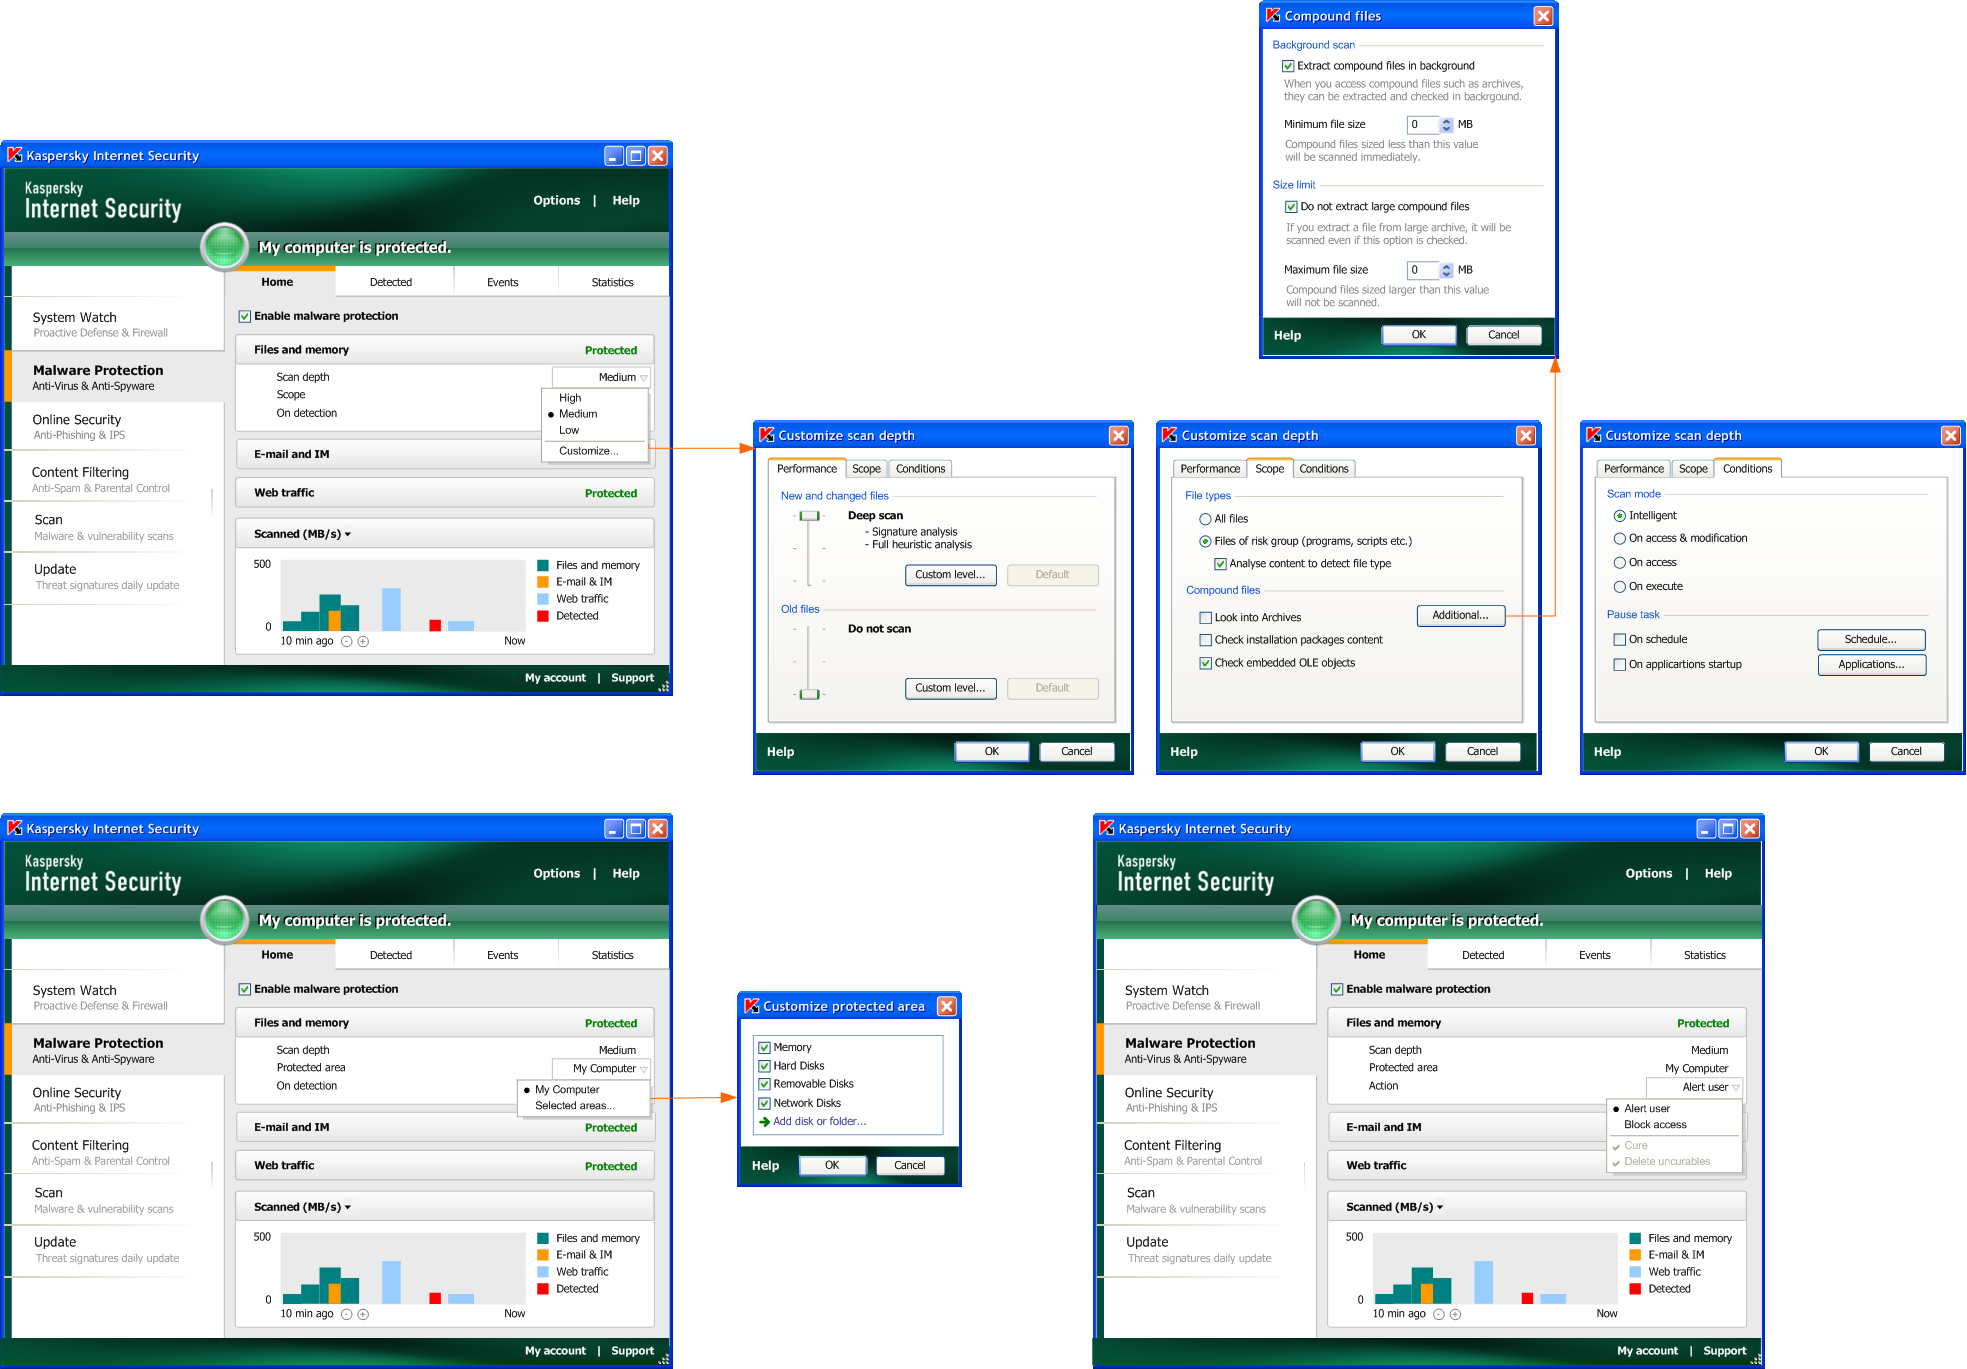 Compound files
Background scan
Extract compound files in background
When you access compound files such as archives,
they can be extracted and checked in backrgound.
Minimum file size 0 MB
Compound files sized less than this value
will be scanned immediately.
Size limit
Do not extract large compound files
If you extract a file from large archive, it will be
scanned even if this option is checked.
Maximum file size 0 MB
Compound files sized larger than this value
will not be scanned.
Help OK Cancel
Kaspersky Internet Security
Kaspersky
Internet Security
Options | Help
My computer is protected.
Home Detected Events Statistics
System Watch
Proactive Defense & Firewall
Malware Protection
Anti-Virus & Anti-Spyware
Online Security
Anti-Phishing & IPS
Content Filtering
Anti-Spam & Parental Control
Scan
Malware & vulnerability scans
Update
Threat signatures daily update
Enable malware protection
Files and memory Protected
Scan depth Medium
Scope
On detection
High
Medium
Low
Customize...
E-mail and IM
Web traffic Protected
Scanned (MB/s)
500
0
10 min ago - + Now
Files and memory
E-mail & IM
Web traffic
Detected
My account | Support
Customize scan depth
Performance Scope Conditions
New and changed files
Deep scan
- Signature analysis
- Full heuristic analysis
Custom level... Default
Old files
Do not scan
Custom level... Default
Help OK Cancel
Customize scan depth
Performance Scope Conditions
File types
All files
Files of risk group (programs, scripts etc.)
Analyse content to detect file type
Compound files
Look into Archives Additional...
Check installation packages content
Check embedded OLE objects
Help OK Cancel
Customize scan depth
Performance Scope Conditions
Scan mode
Intelligent
On access & modification
On access
On execute
Pause task
On schedule Schedule...
On applicartions startup Applications...
Help OK Cancel
Kaspersky Internet Security
Kaspersky
Internet Security
Options | Help
My computer is protected.
Home Detected Events Statistics
System Watch
Proactive Defense & Firewall
Malware Protection
Anti-Virus & Anti-Spyware
Online Security
Anti-Phishing & IPS
Content Filtering
Anti-Spam & Parental Control
Scan
Malware & vulnerability scans
Update
Threat signatures daily update
Enable malware protection
Files and memory Protected
Scan depth Medium
Protected area My Computer
On detection
My Computer
Selected areas...
E-mail and IM Protected
Web traffic Protected
Scanned (MB/s)
500
0
10 min ago - + Now
Files and memory
E-mail & IM
Web traffic
Detected
My account | Support
Customize protected area
Memory
Hard Disks
Removable Disks
Network Disks
Add disk or folder...
Help OK Cancel
Kaspersky Internet Security
Kaspersky
Internet Security
Options | Help
My computer is protected.
Home Detected Events Statistics
System Watch
Proactive Defense & Firewall
Malware Protection
Anti-Virus & Anti-Spyware
Online Security
Anti-Phishing & IPS
Content Filtering
Anti-Spam & Parental Control
Scan
Malware & vulnerability scans
Update
Threat signatures daily update
Enable malware protection
Files and memory Protected
Scan depth Medium
Protected area My Computer
Action Alert user
Alert user
Block access
Cure
Delete uncurables
E-mail and IM
Web traffic
Scanned (MB/s)
500
0
10 min ago - + Now
Files and memory
E-mail & IM
Web traffic
Detected
My account | Support